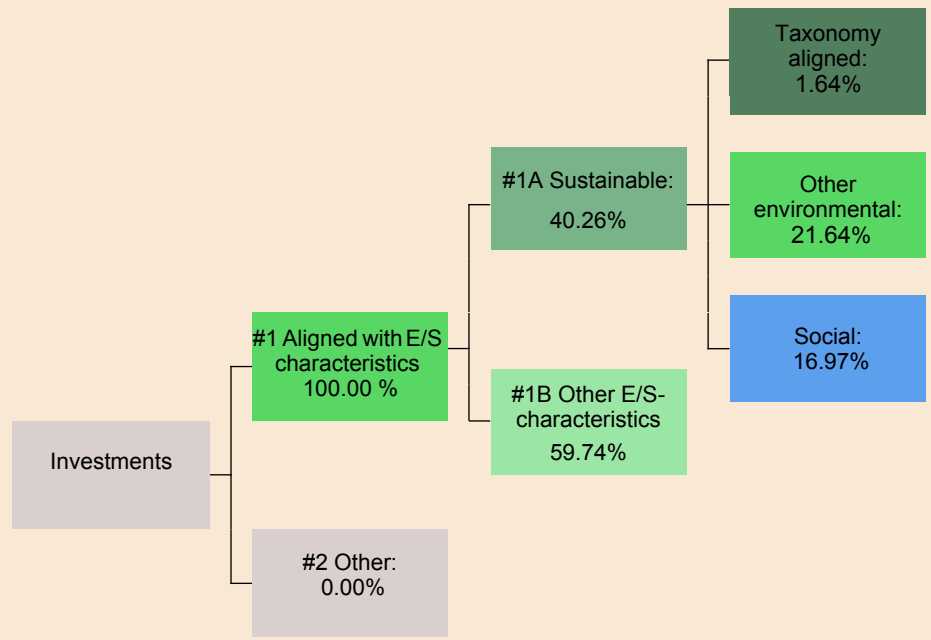 Taxonomy
aligned:
1.64%
#1A Sustainable:
40.26%
Other
environmental:
21.64%
#1 Aligned with E/S
characteristics
100.00 %
Social:
16.97%
#1B Other E/S-
characteristics
59.74%
Investments
#2 Other:
0.00%